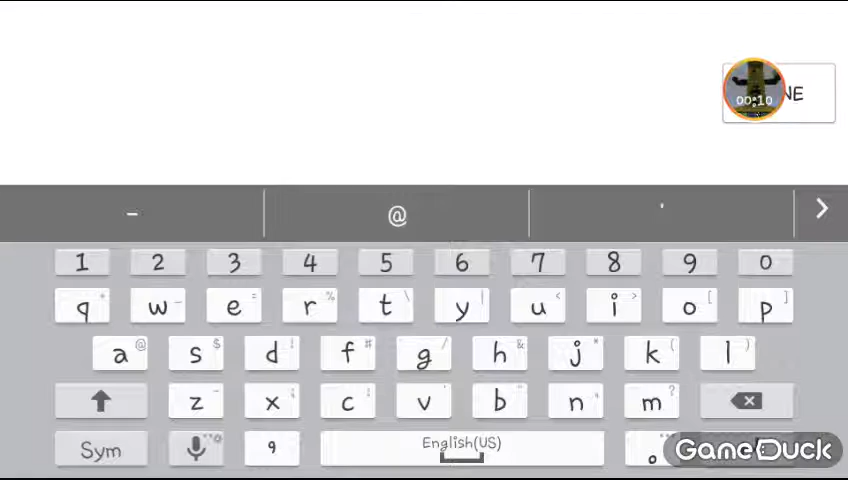 00:10 NE
- @ '
1 2 3 4 5 6 7 8 9 0
q w e r t y u i o p
a s d f g h j k l
z x c v b n m
Sym , English(US) .
GameDuck